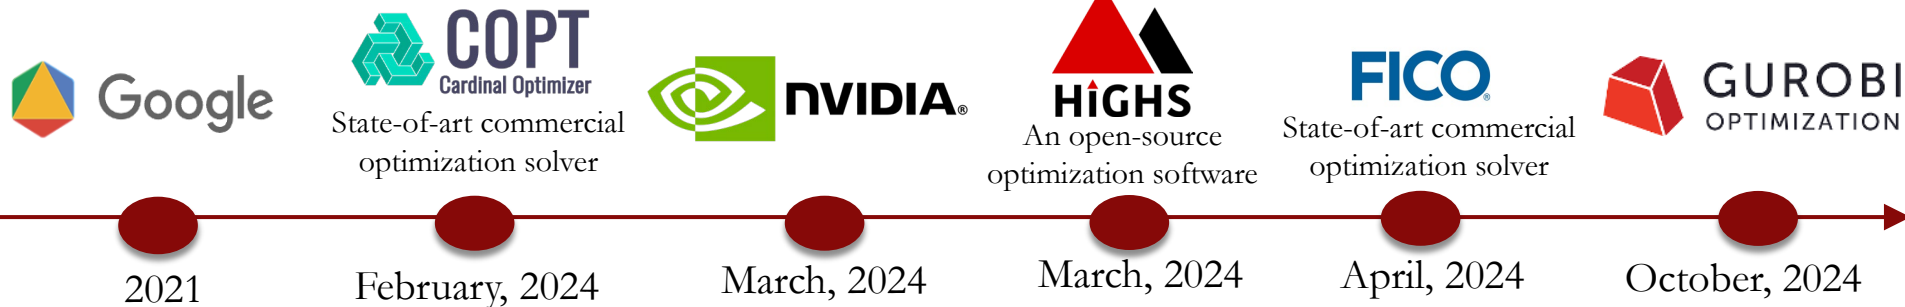 Google
COPT
Cardinal Optimizer
State-of-art commercial
optimization solver
NVIDIA®
HiGHS
An open-source
optimization software
FICO®
State-of-art commercial
optimization solver
GUROBI
OPTIMIZATION
2021
February, 2024
March, 2024
March, 2024
April, 2024
October, 2024